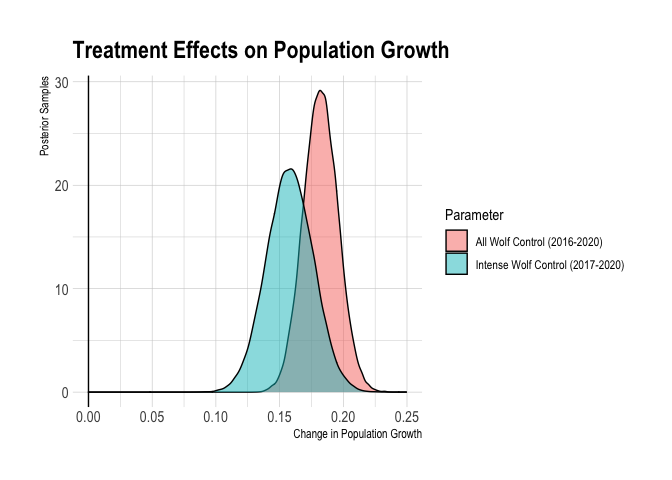 Treatment Effects on Population Growth
Posterior Samples
30
20
10
0
0.00 0.05 0.10 0.15 0.20 0.25
Change in Population Growth
Parameter
All Wolf Control (2016-2020)
Intense Wolf Control (2017-2020)